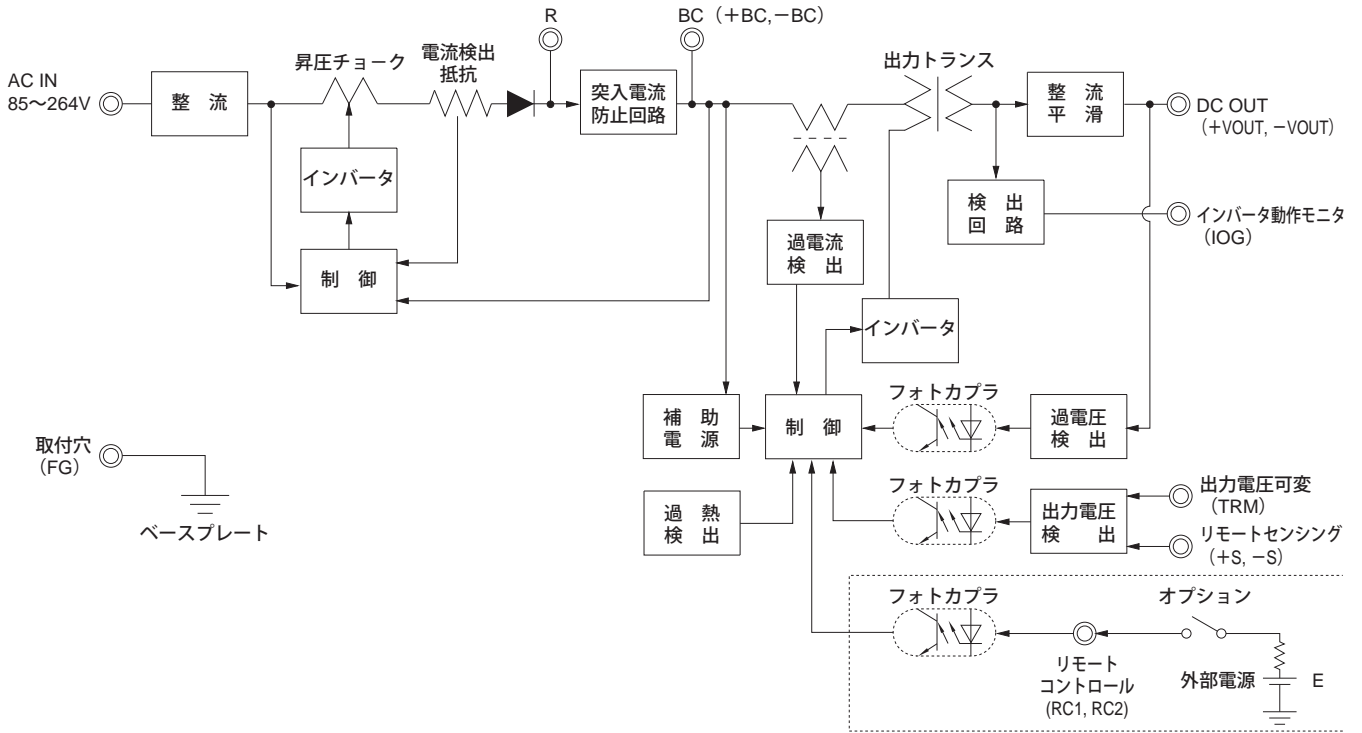 R
BC（+BC,−BC）
AC IN
85〜264V
整　流
昇圧チョーク
電流検出
抵抗
突入電流
防止回路
出力トランス
整　流
平　滑
DC OUT
（+VOUT, −VOUT）
インバータ
制　御
過電流
検　出
検　出
回　路
インバータ動作モニタ
（IOG）
インバータ
補　助
電　源
制　御
フォトカプラ
過電圧
検　出
取付穴
（FG）
ベースプレート
過　熱
検　出
フォトカプラ
出力電圧
検　出
出力電圧可変
（TRM）
リモートセンシング
（+S, −S）
フォトカプラ
オプション
リモート
コントロール
(RC1, RC2)
外部電源
E